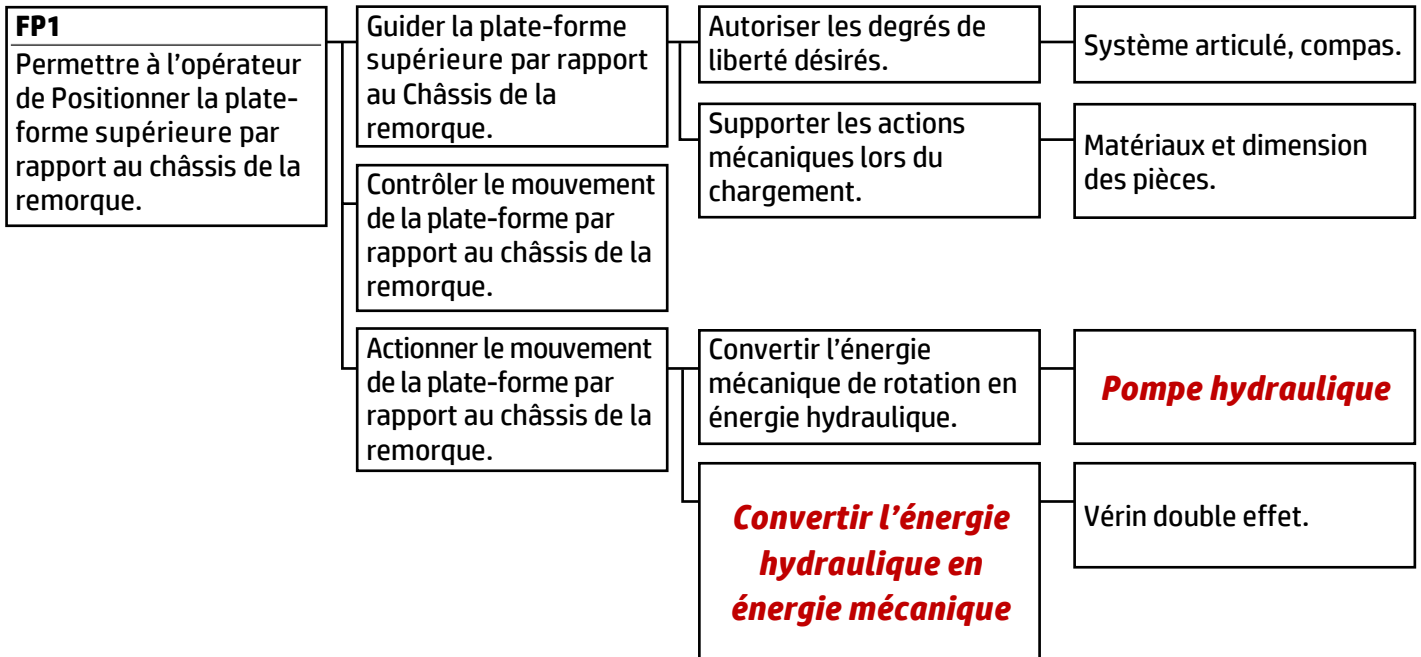 FP1
Permettre à l’opérateur
de Positionner la plate-
forme supérieure par
rapport au châssis de la
remorque.
Guider la plate-forme
supérieure par rapport
au Châssis de la
remorque.
Autoriser les degrés de
liberté désirés.
Système articulé, compas.
Supporter les actions
mécaniques lors du
chargement.
Matériaux et dimension
des pièces.
Contrôler le mouvement
de la plate-forme par
rapport au châssis de la
remorque.
Actionner le mouvement
de la plate-forme par
rapport au châssis de la
remorque.
Convertir l’énergie
mécanique de rotation en
énergie hydraulique.
Pompe hydraulique
Convertir l’énergie
hydraulique en
énergie mécanique
Vérin double effet.